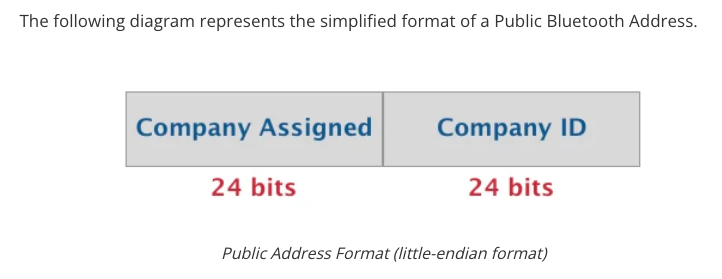 The following diagram represents the simplified format of a Public Bluetooth Address.
Company Assigned Company ID
24 bits 24 bits
Public Address Format (little-endian format)